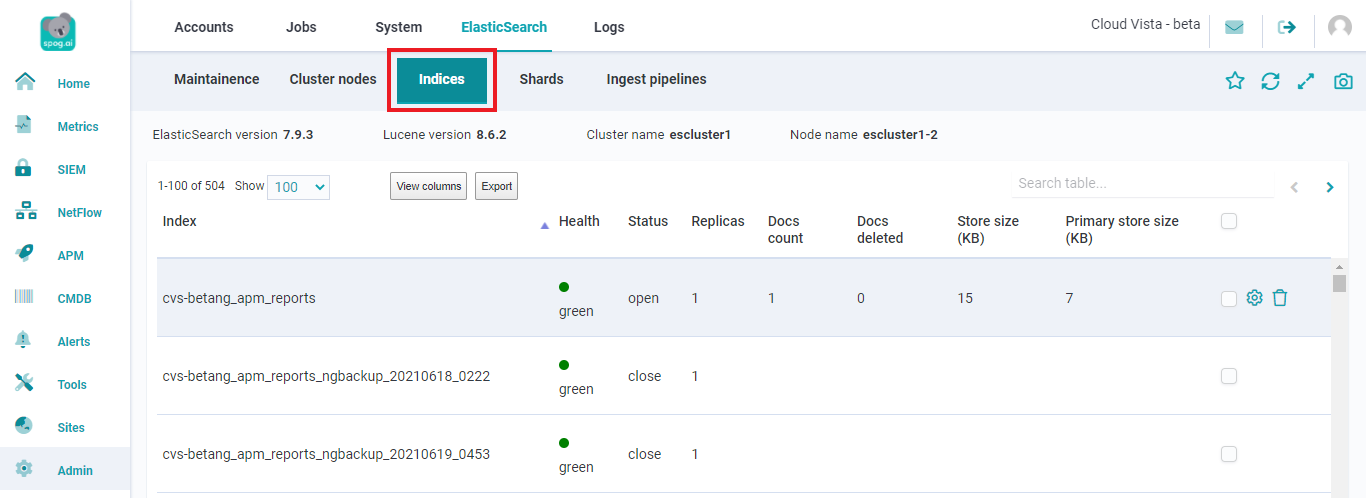 spog.ai
Accounts Jobs System ElasticSearch Logs Cloud Vista - beta
Maintainence Cluster nodes Indices Shards Ingest pipelines
Home
Metrics
SIEM
NetFlow
APM
CMDB
Alerts
Tools
Sites
Admin
ElasticSearch version 7.9.3 Lucene version 8.6.2 Cluster name escluster1 Node name escluster1-2
1-100 of 504 Show 100 View columns Export Search table...
Index Health Status Replicas Docs count Docs deleted Store size (KB) Primary store size (KB)
cvs-betang_apm_reports green open 1 1 0 15 7
cvs-betang_apm_reports_ngbackup_20210618_0222 green close 1
cvs-betang_apm_reports_ngbackup_20210619_0453 green close 1